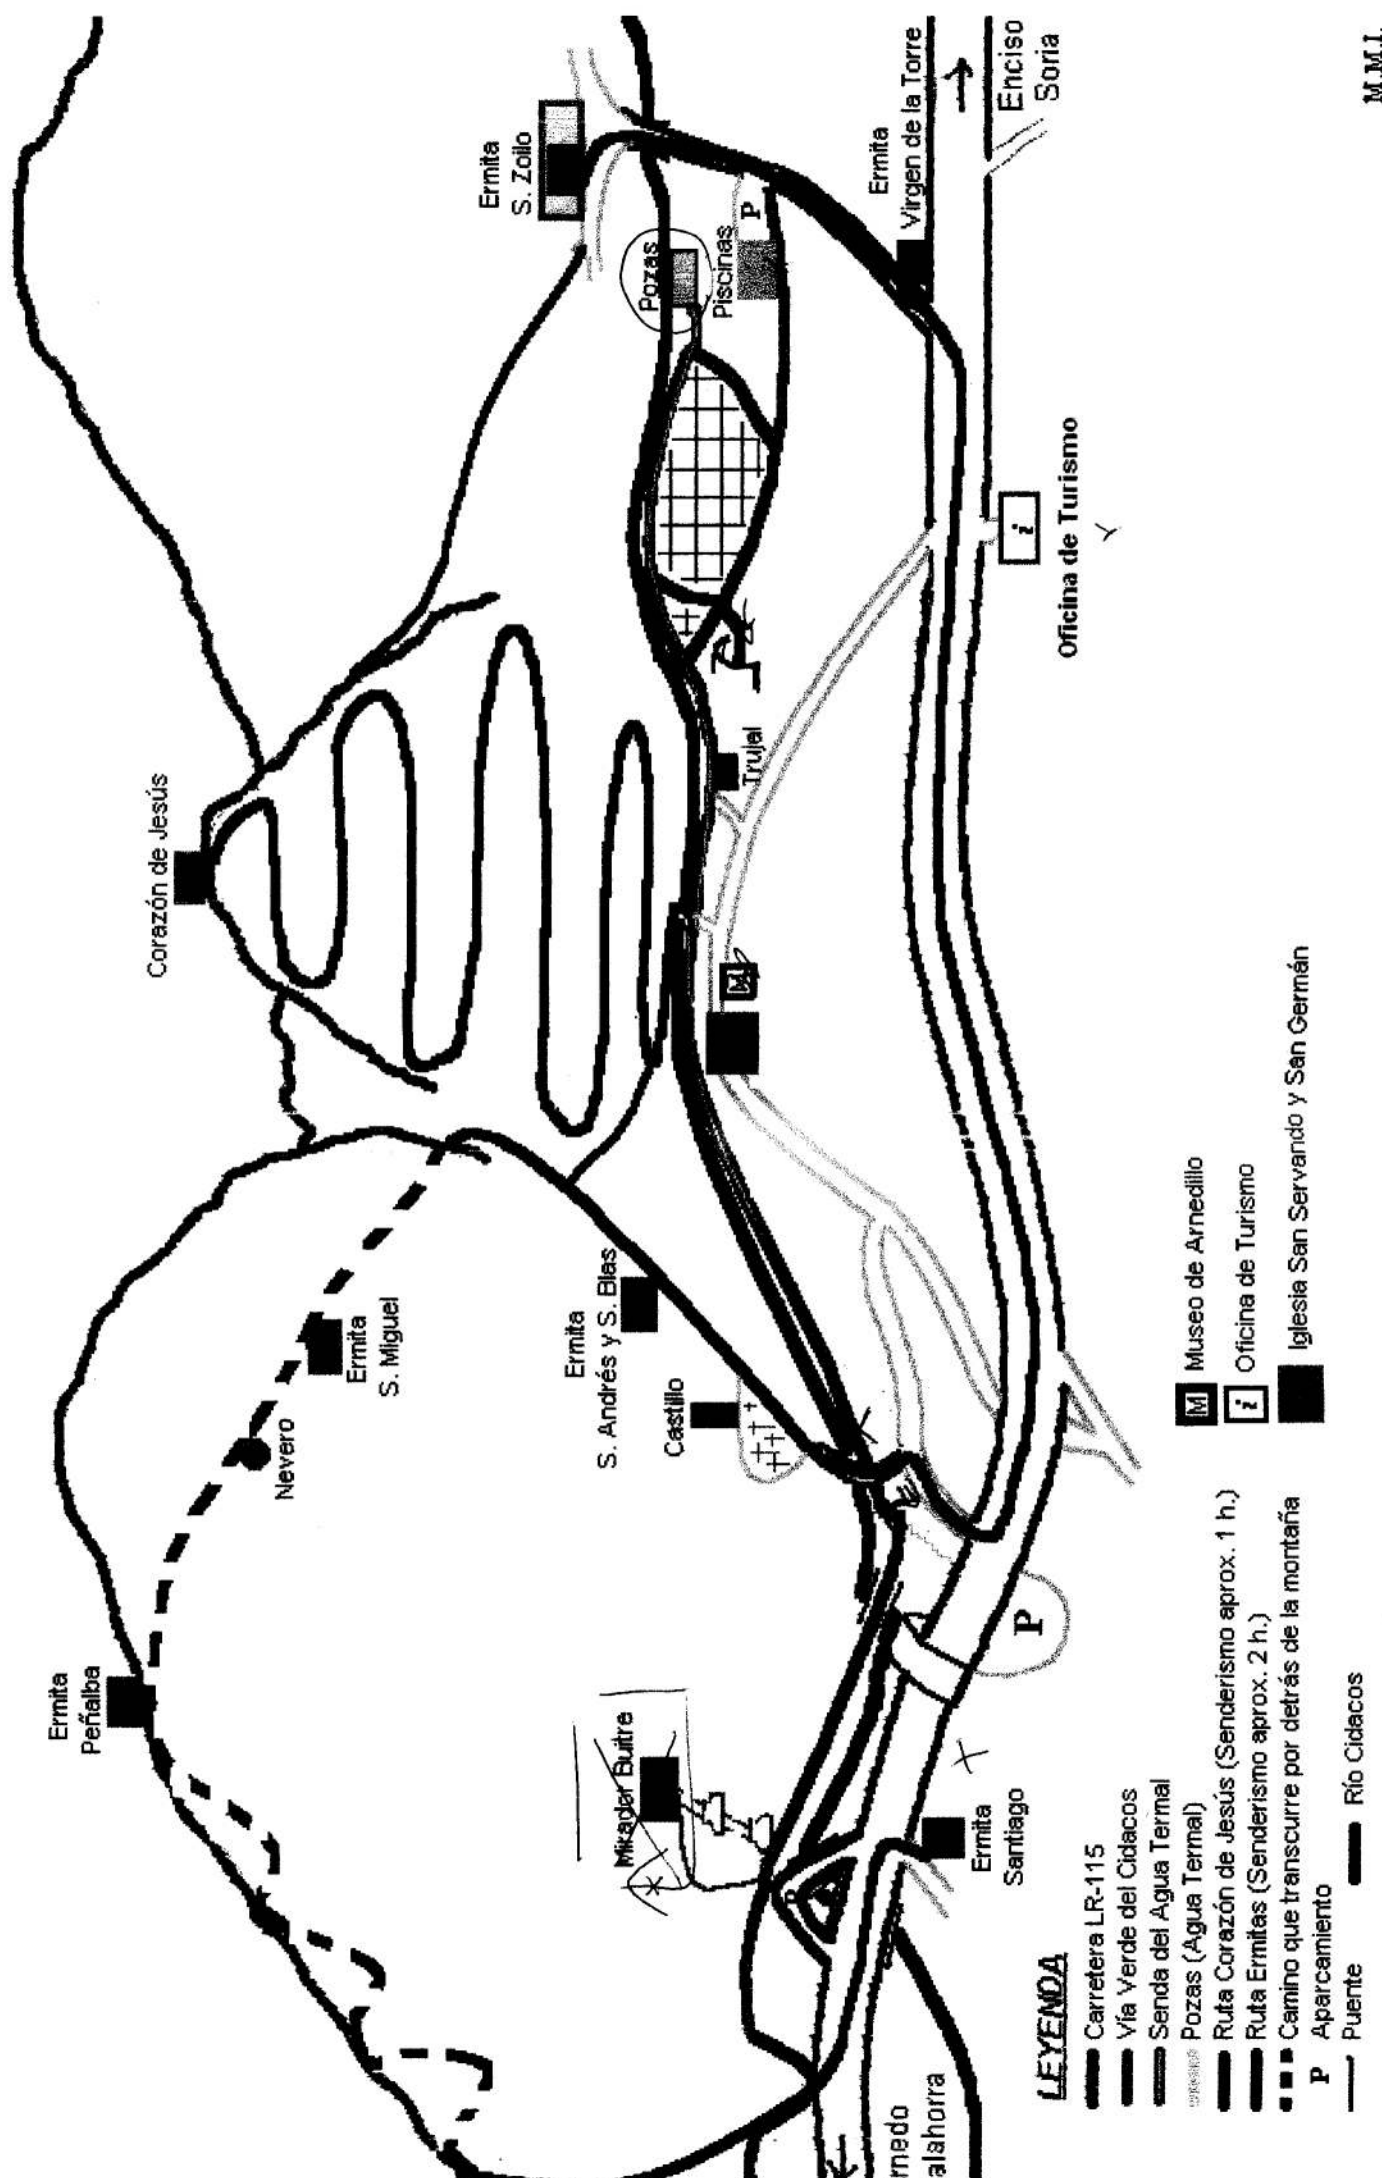 Ermita
Peñalba
Nevero
Ermita
S. Miguel
Corazón de Jesús
Ermita
S. Zoilo
Mirador Buitre
Castillo
Ermita
S. Andrés y S. Blas
Pozas
Piscinas
P
Trujal
M
Ermita
Virgen de la Torre
Enciso
Soria
i
Oficina de Turismo
P
P
Ermita
Santiago
rnedo
alahorra
LEYENDA
Carretera LR-115
Vía Verde del Cidacos
Senda del Agua Termal
Pozas (Agua Termal)
Ruta Corazón de Jesús (Senderismo aprox. 1 h.)
Ruta Ermitas (Senderismo aprox. 2 h.)
Camino que transcurre por detrás de la montaña
P Aparcamiento
Puente
Río Cidacos
M Museo de Arnedillo
i Oficina de Turismo
Iglesia San Servando y San Germán
M.M.I.